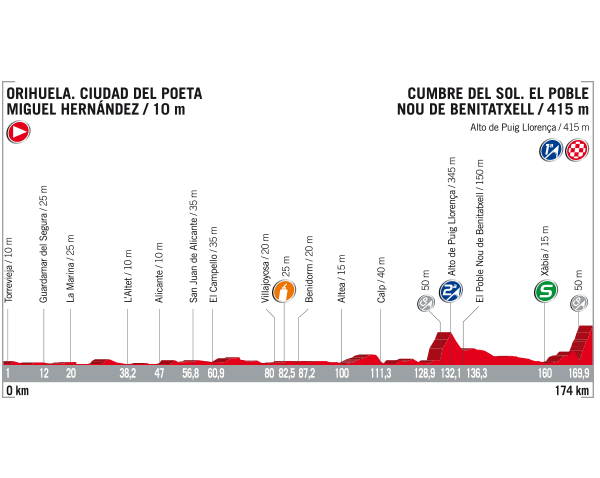 ORIHUELA. CIUDAD DEL POETA
MIGUEL HERNÁNDEZ / 10 m
CUMBRE DEL SOL. EL POBLE
NOU DE BENITATXELL / 415 m
Alto de Puig Llorença / 415 m
1ª
Torrevieja / 10 m
Guardamar del Segura / 25 m
La Marina / 25 m
L'Altet / 10 m
Alicante / 10 m
San Juan de Alicante / 35 m
El Campello / 35 m
Villajoyosa / 20 m
25 m
Benidorm / 20 m
Altea / 15 m
Calp / 40 m
50 m
Alto de Puig Llorença / 345 m
2ª
El Poble Nou de Benitatxell / 150 m
Xàbia / 15 m
S
50 m
1 12 20 38,2 47 56,8 60,9 80 82,5 87,2 100 111,3 128,9 132,1 136,3 160 169,9
0 km
174 km